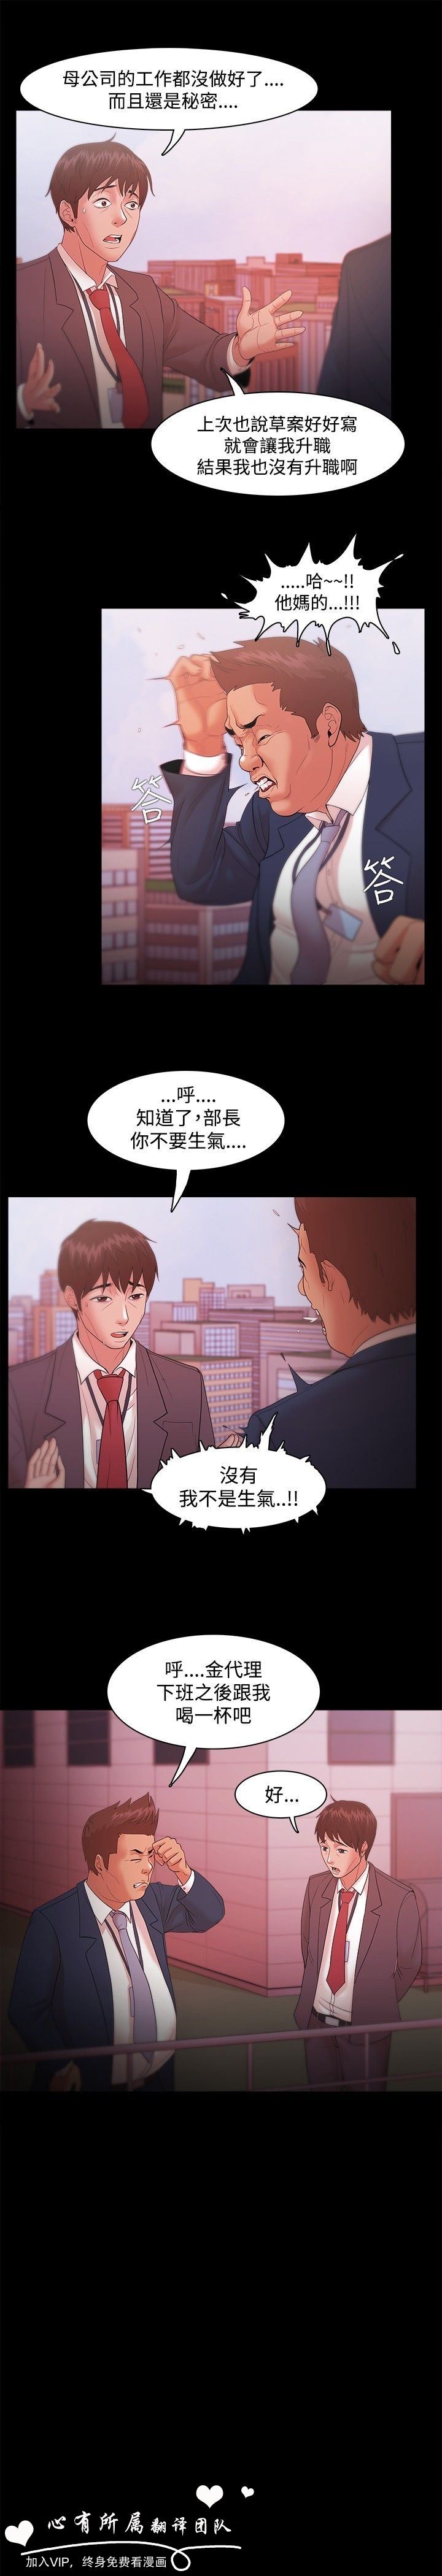 母公司的工作都沒做好了....
而且還是秘密....
上次也說草案好好寫
就會讓我升職
結果我也沒有升職啊
.....哈~~!!
他媽的...!!!
答
答
...呼....
知道了,部長
你不要生氣....
沒有
我不是生氣..!!
呼....金代理
下班之後跟我
喝一杯吧
好...
心有所属翻译团队
加入VIP，终身免费看漫画